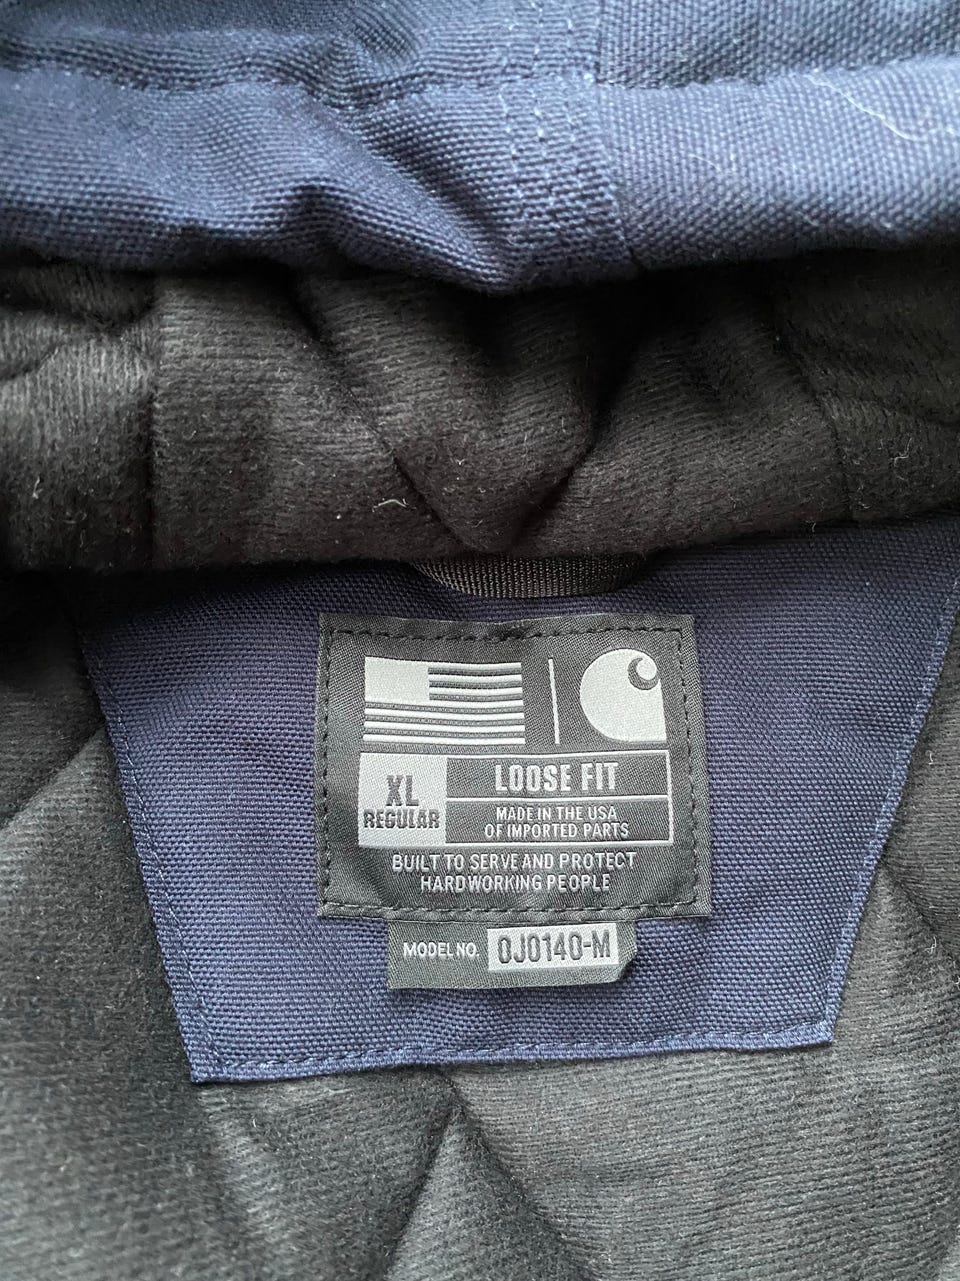 XL
REGULAR
LOOSE FIT
MADE IN THE USA
OF IMPORTED PARTS
BUILT TO SERVE AND PROTECT
HARDWORKING PEOPLE
MODEL NO. OJ0140-M